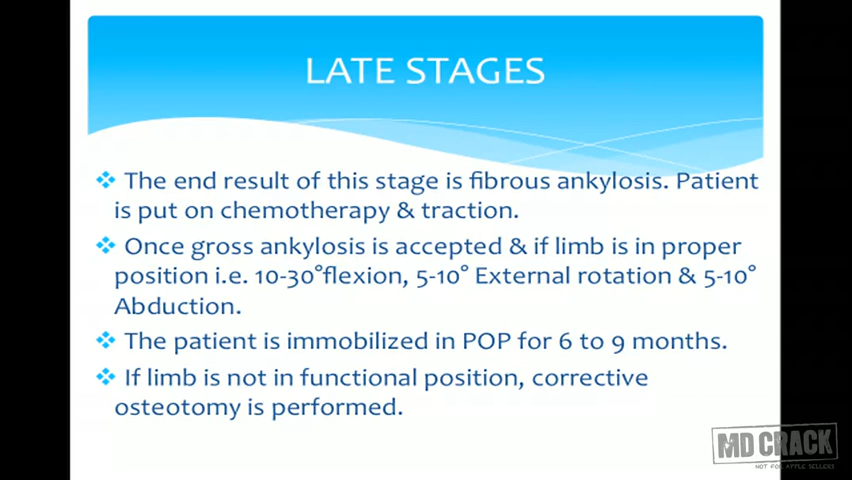 LATE STAGES
The end result of this stage is fibrous ankylosis. Patient
is put on chemotherapy & traction.
Once gross ankylosis is accepted & if limb is in proper
position i.e. 10-30°flexion, 5-10° External rotation & 5-10°
Abduction.
The patient is immobilized in POP for 6 to 9 months.
If limb is not in functional position, corrective
osteotomy is performed.
MD CRACK
NOT FOR APPLE SELLERS